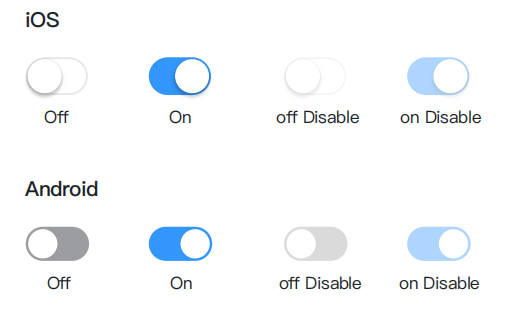 iOS
Off On off Disable on Disable
Android
Off On off Disable on Disable